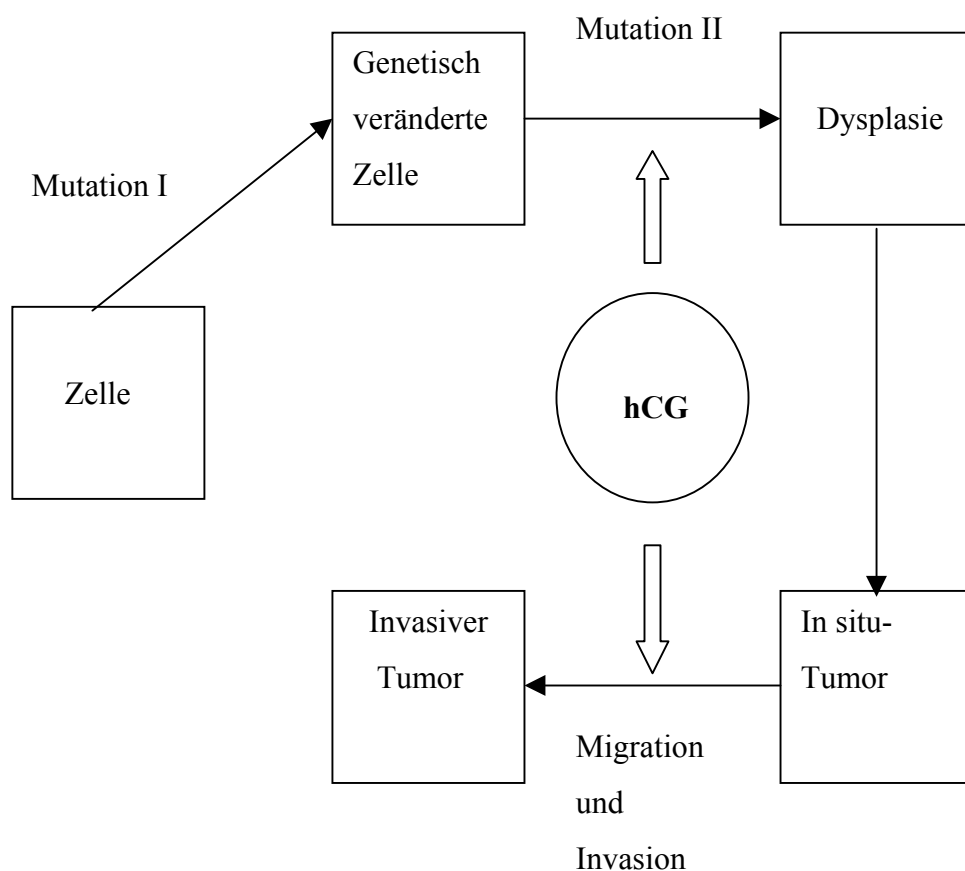 Mutation II
Genetisch
veränderte
Zelle
Dysplasie
Mutation I
Zelle
hCG
Invasiver
Tumor
In situ-
Tumor
Migration
und
Invasion